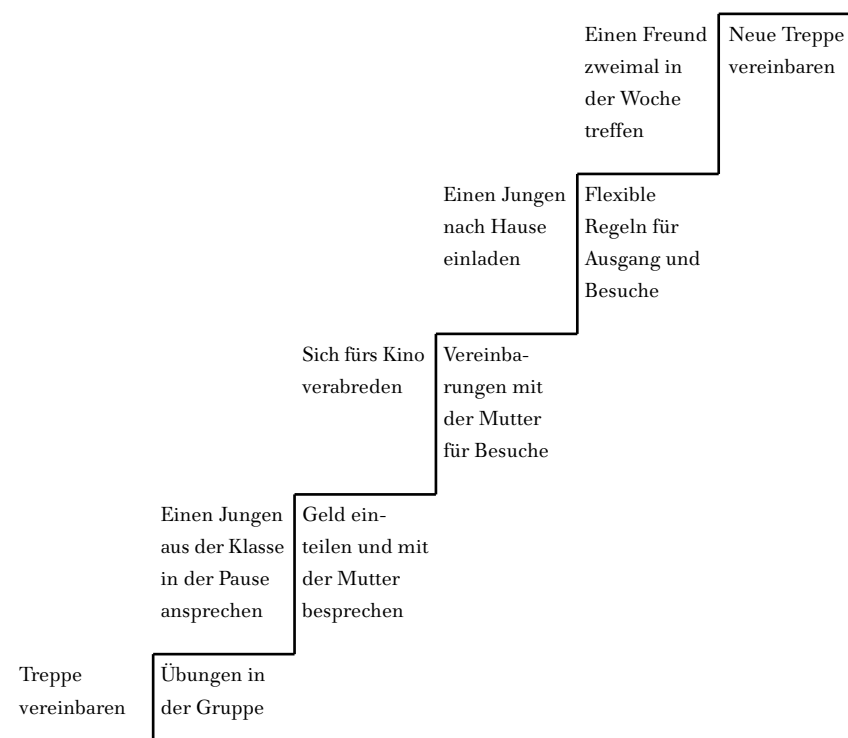 Einen Freund
zweimal in
der Woche
treffen
Neue Treppe
vereinbaren
Einen Jungen
nach Hause
einladen
Flexible
Regeln für
Ausgang und
Besuche
Sich fürs Kino
verabreden
Vereinba-
rungen mit
der Mutter
für Besuche
Einen Jungen
aus der Klasse
in der Pause
ansprechen
Geld ein-
teilen und mit
der Mutter
besprechen
Treppe
vereinbaren
Übungen in
der Gruppe